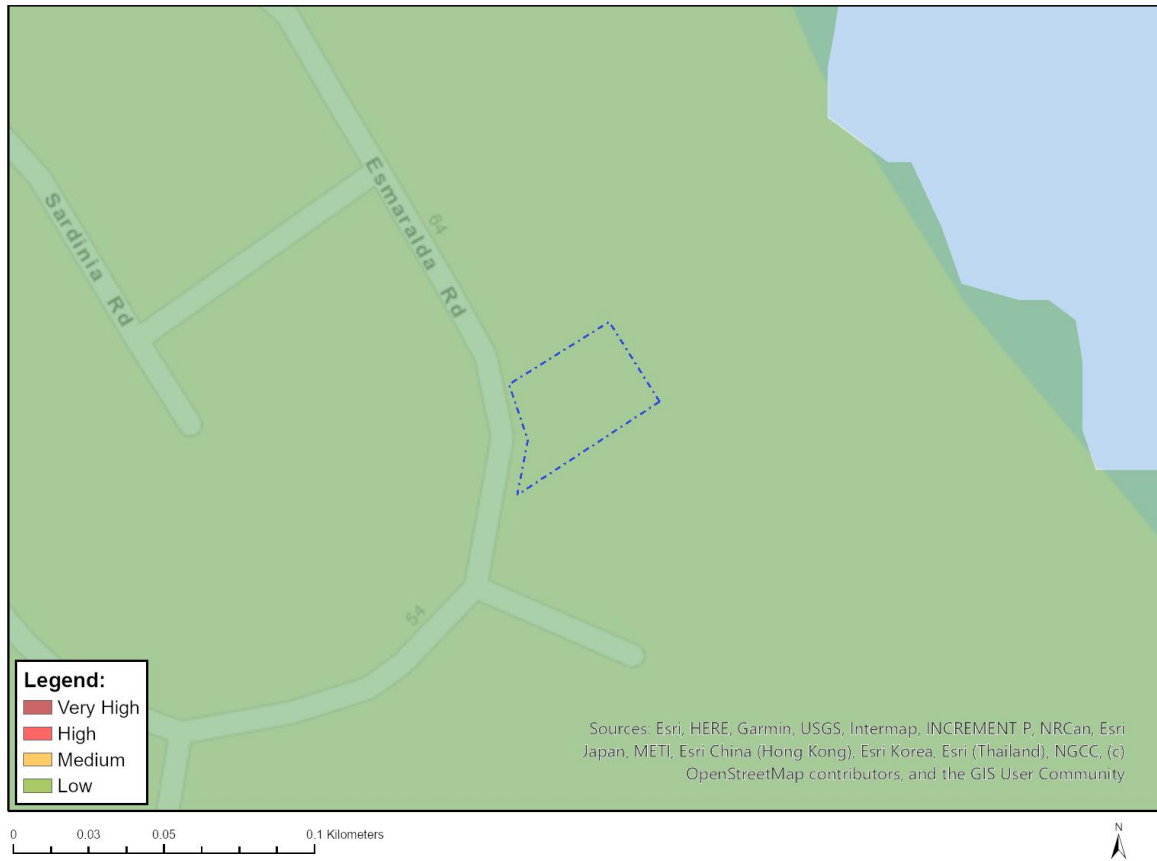 Esmaralda Rd
64
Sardinia Rd
54
Legend:
Very High
High
Medium
Low
Sources: Esri, HERE, Garmin, USGS, Intermap, INCREMENT P, NRCan, Esri
Japan, METI, Esri China (Hong Kong), Esri Korea, Esri (Thailand), NGCC, (c)
OpenStreetMap contributors, and the GIS User Community
0 0.03 0.05 0.1 Kilometers
N